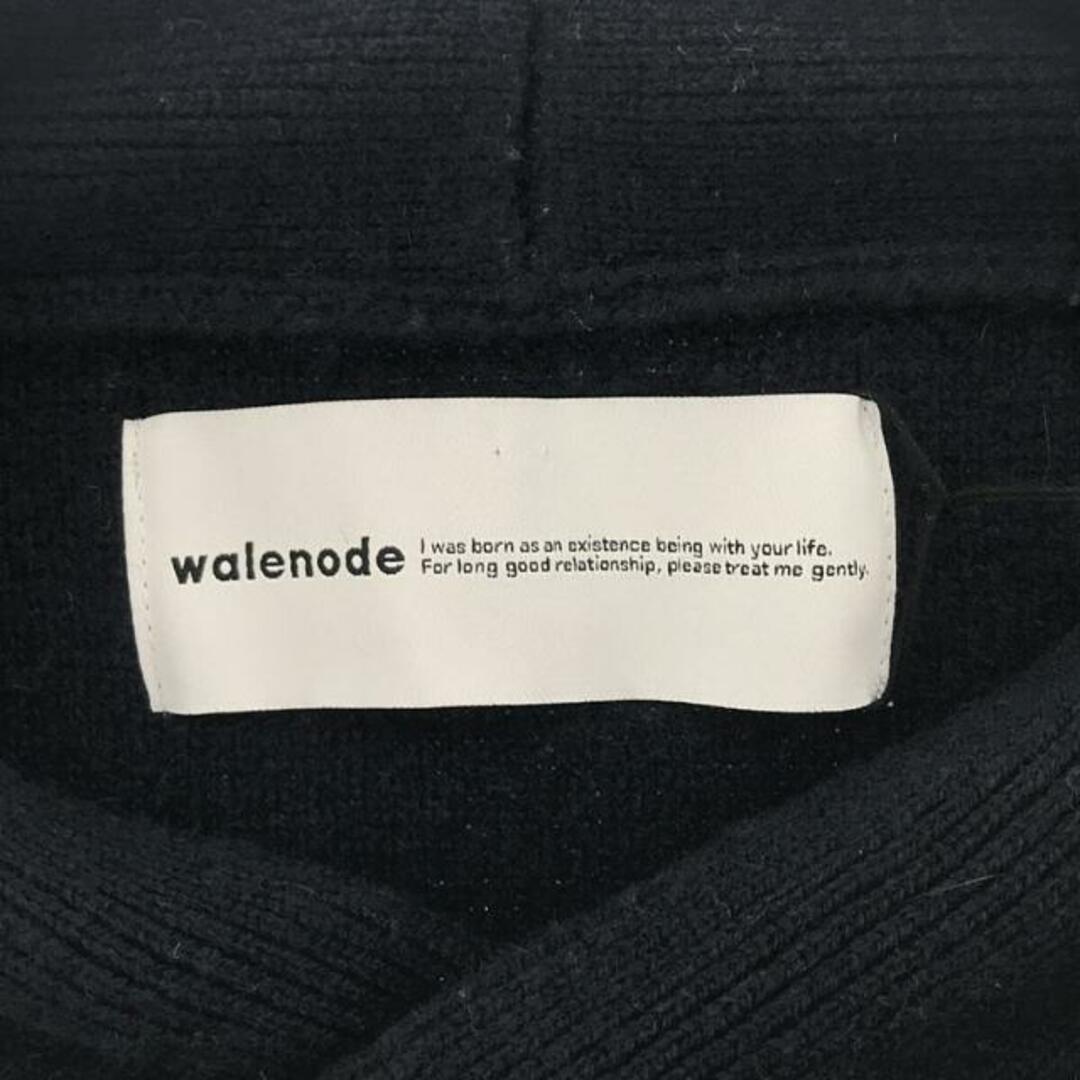 walenode
I was born as an existence being with your life.
For long good relationship, please treat me gently.